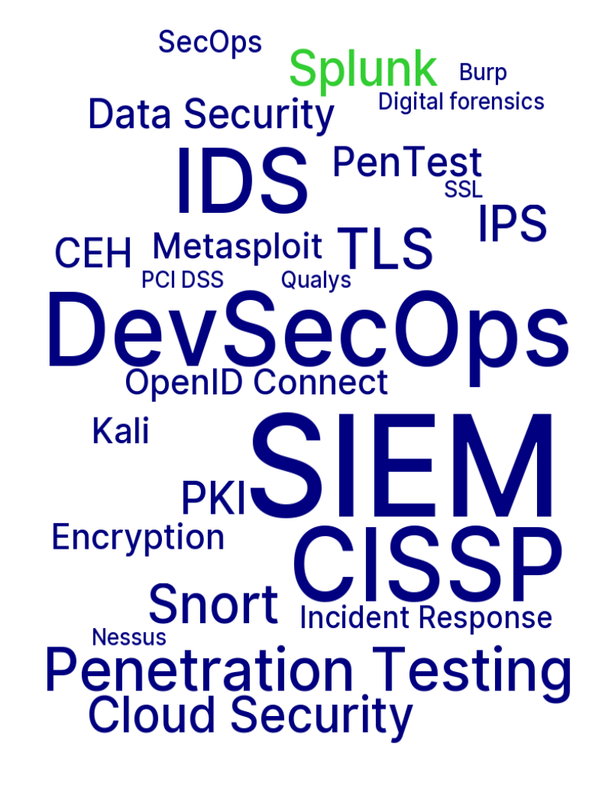 SecOps
Splunk
Burp
Digital forensics
Data Security
IDS
PenTest
SSL
IPS
CEH
Metasploit
TLS
PCI DSS
Qualys
DevSecOps
OpenID Connect
Kali
SIEM
PKI
Encryption
CISSP
Snort
Incident Response
Nessus
Penetration Testing
Cloud Security